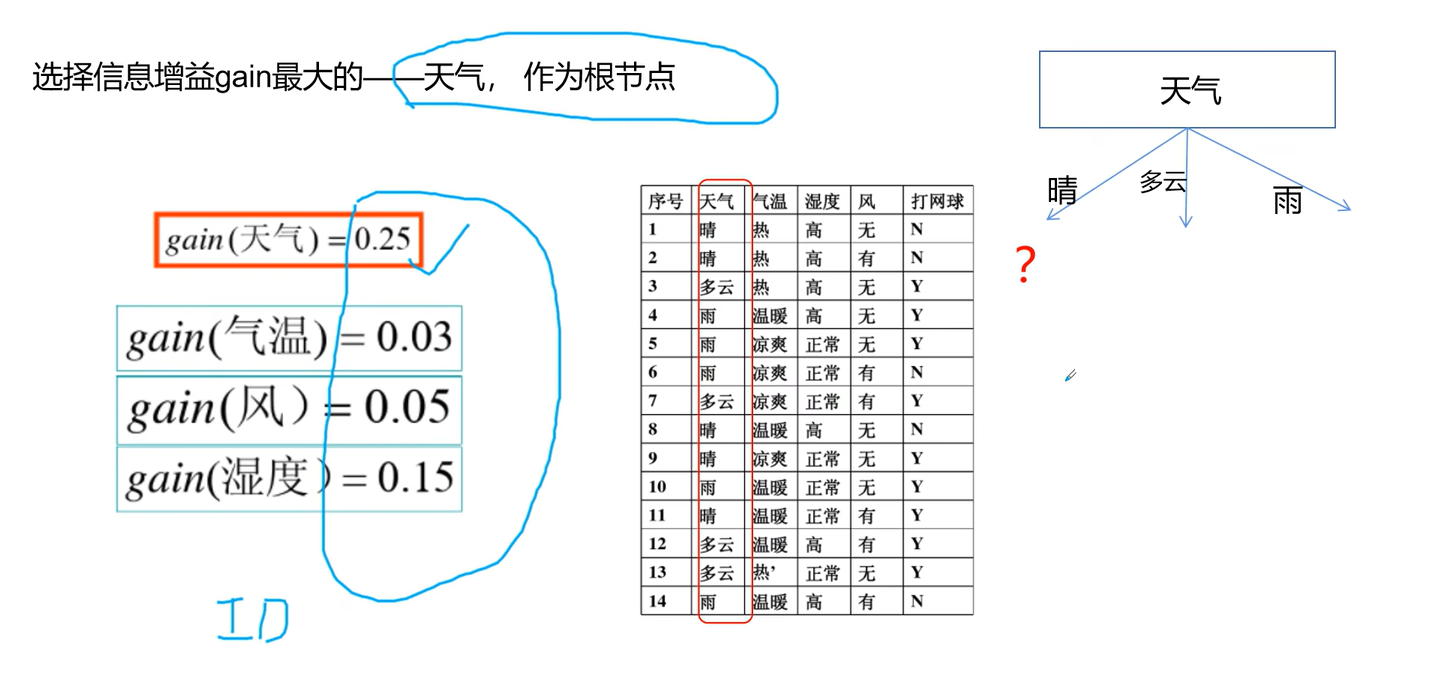 选择信息增益gain最大的——天气， 作为根节点
gain(天气) = 0.25
gain(气温) = 0.03
gain(风） = 0.05
gain(湿度） = 0.15
ID
序号 天气 气温 湿度 风 打网球
1 晴 热 高 无 N
2 晴 热 高 有 N
3 多云 热 高 无 Y
4 雨 温暖 高 无 Y
5 雨 凉爽 正常 无 Y
6 雨 凉爽 正常 有 N
7 多云 凉爽 正常 有 Y
8 晴 温暖 高 无 N
9 晴 凉爽 正常 无 Y
10 雨 温暖 正常 无 Y
11 晴 温暖 正常 有 Y
12 多云 温暖 高 有 Y
13 多云 热’ 正常 无 Y
14 雨 温暖 高 有 N
天气
晴 多云 雨
?